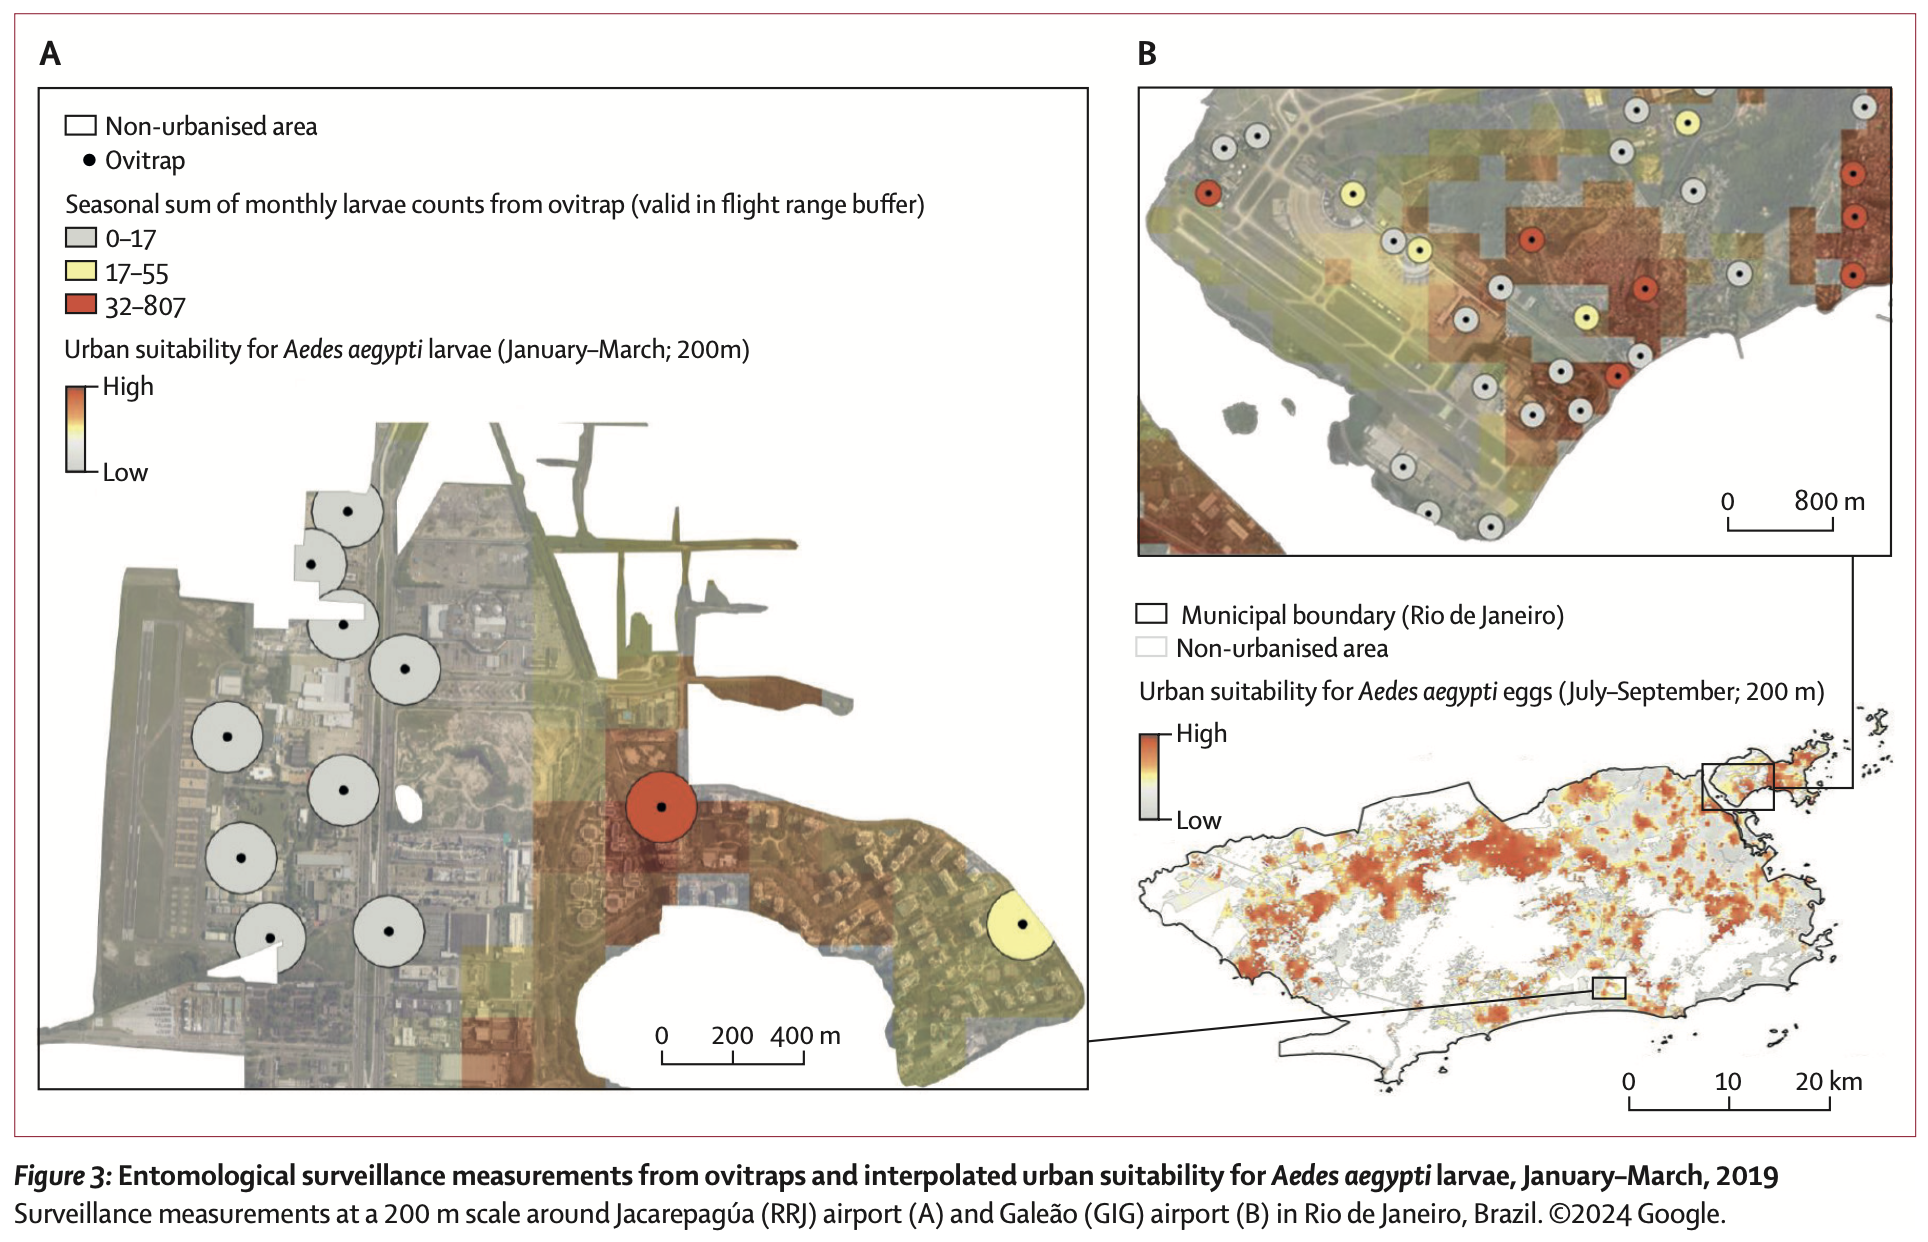 A
Non-urbanised area
Ovitrap
Seasonal sum of monthly larvae counts from ovitrap (valid in flight range buffer)
0–17
17–55
32–807
Urban suitability for Aedes aegypti larvae (January–March; 200m)
High
Low
0 200 400 m
B
0 800 m
Municipal boundary (Rio de Janeiro)
Non-urbanised area
Urban suitability for Aedes aegypti eggs (July–September; 200 m)
High
Low
0 10 20 km
Figure 3: Entomological surveillance measurements from ovitraps and interpolated urban suitability for Aedes aegypti larvae, January–March, 2019
Surveillance measurements at a 200 m scale around Jacarepagúa (RRJ) airport (A) and Galeão (GIG) airport (B) in Rio de Janeiro, Brazil. ©2024 Google.